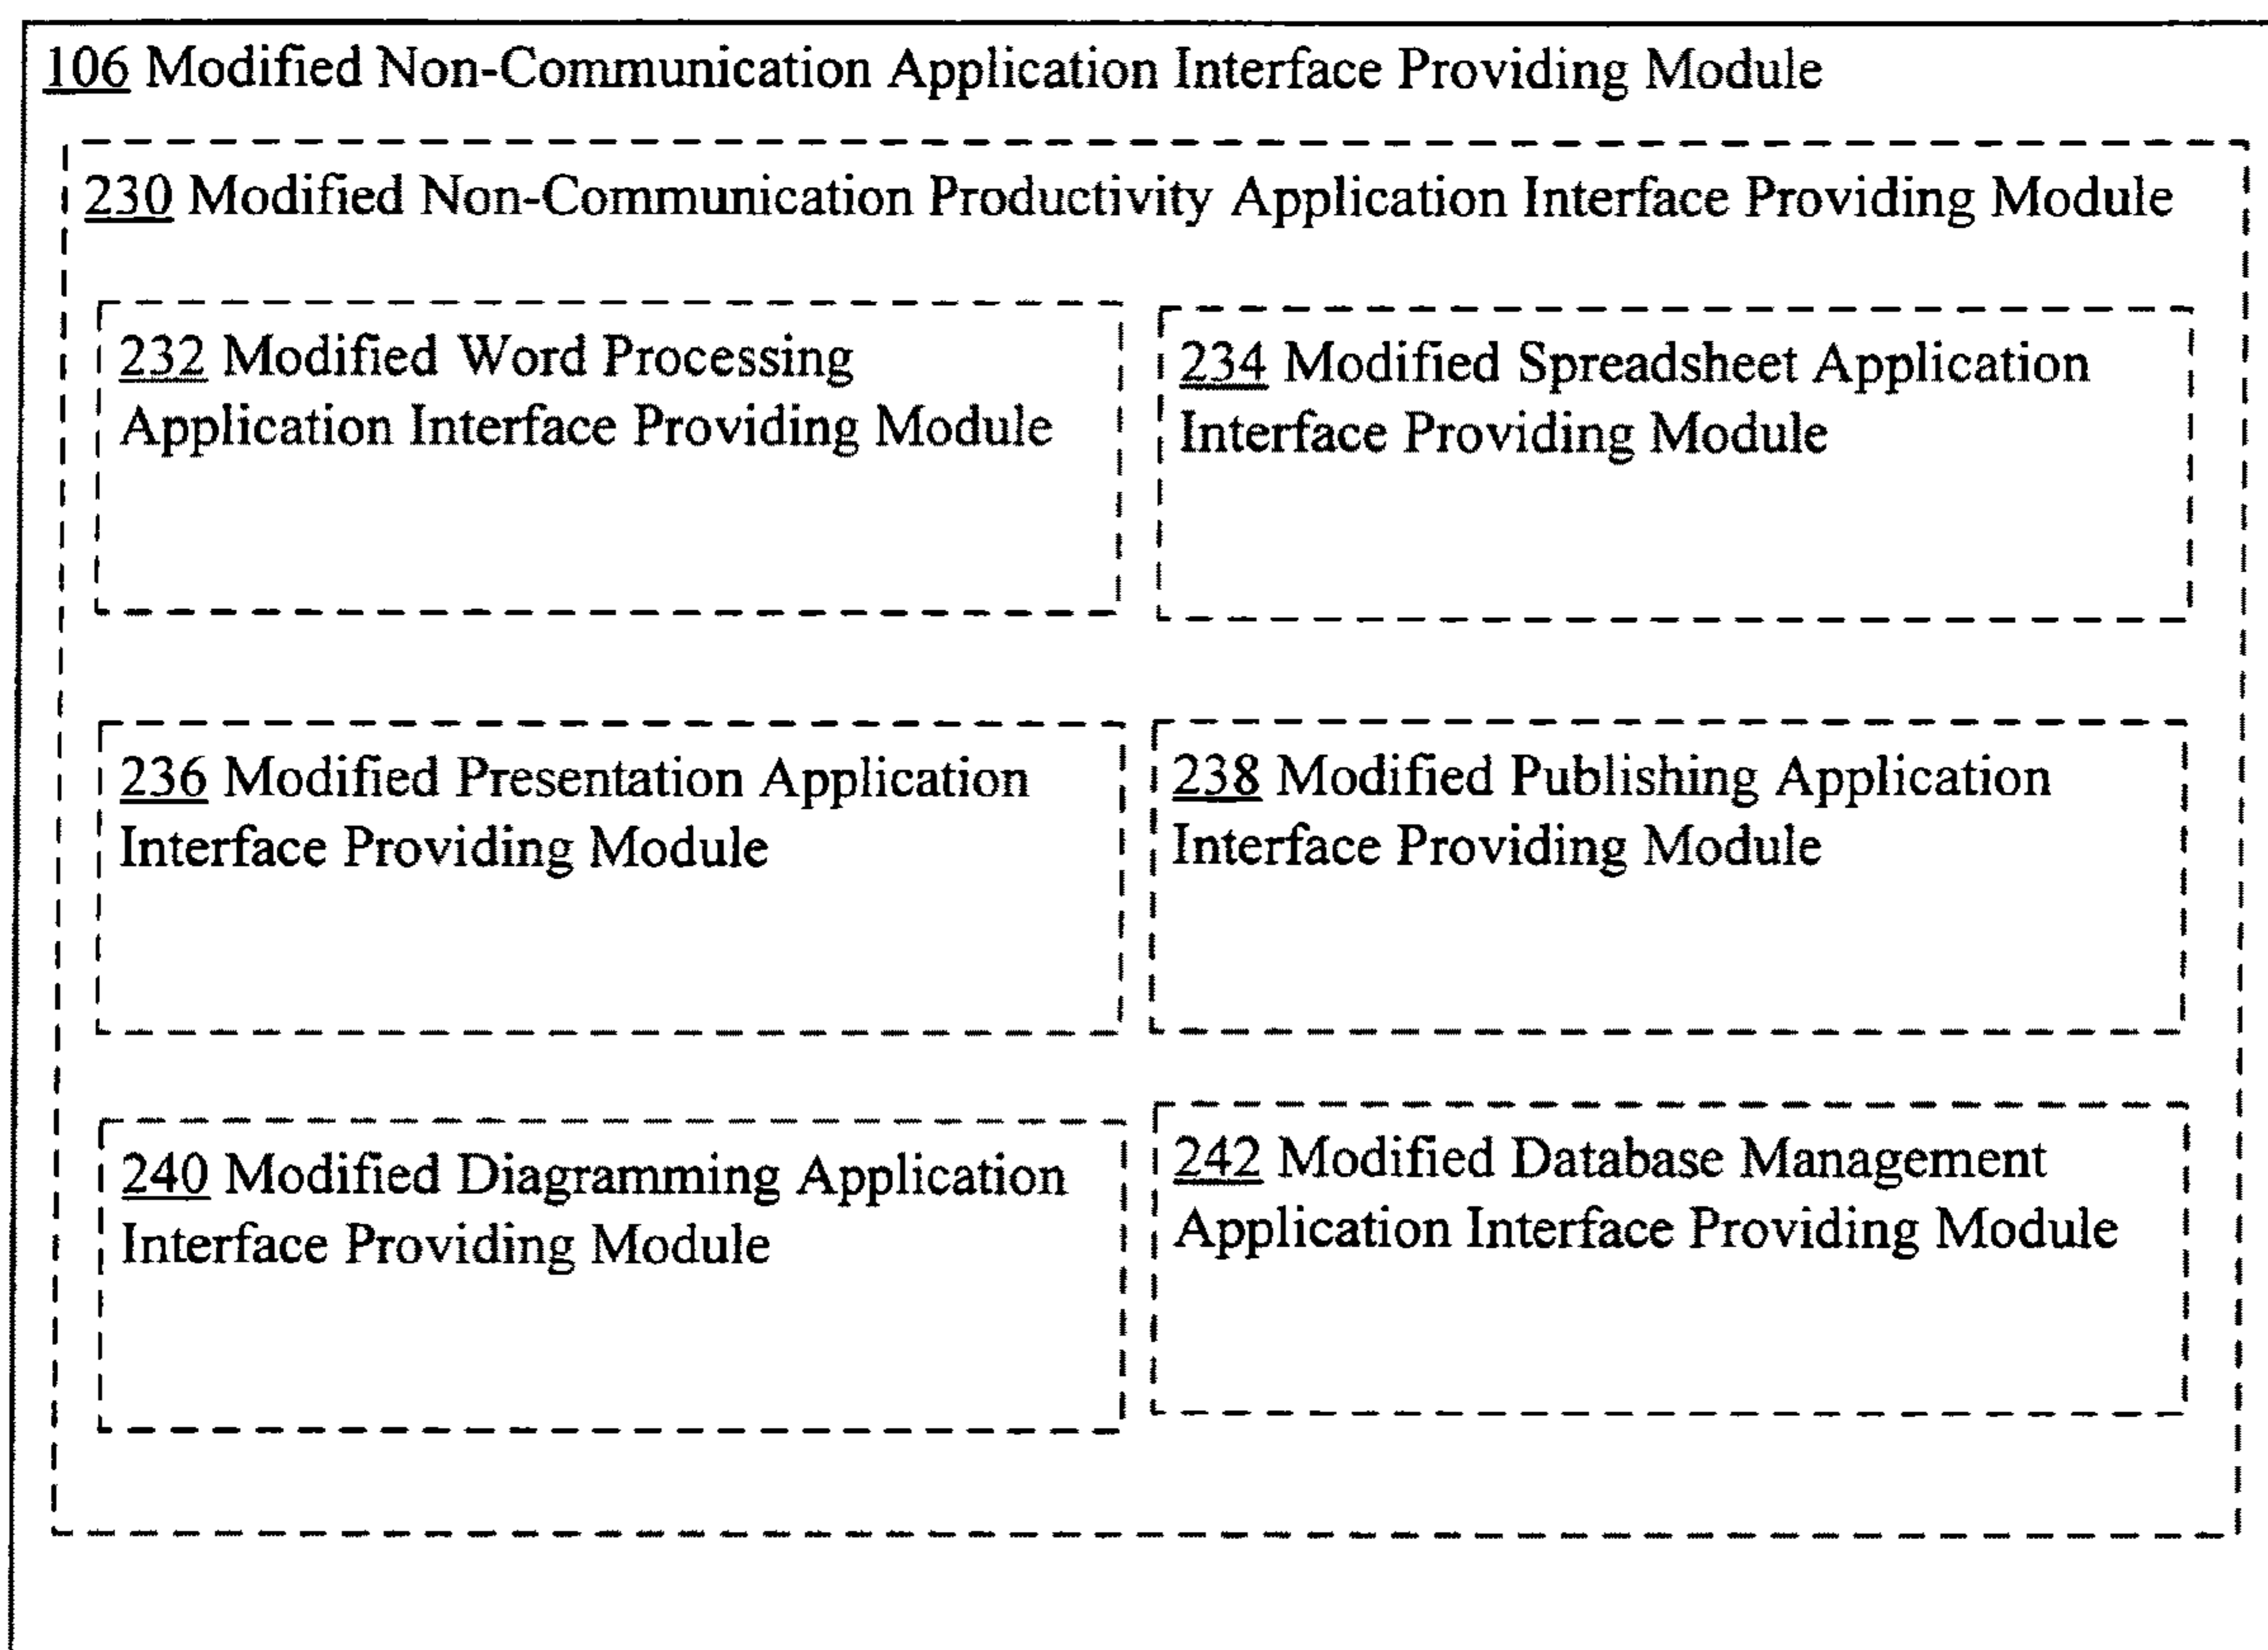 106 Modified Non-Communication Application Interface Providing Module
230 Modified Non-Communication Productivity Application Interface Providing Module
232 Modified Word Processing
Application Interface Providing Module
234 Modified Spreadsheet Application
Interface Providing Module
236 Modified Presentation Application
Interface Providing Module
238 Modified Publishing Application
Interface Providing Module
240 Modified Diagramming Application
Interface Providing Module
242 Modified Database Management
Application Interface Providing Module